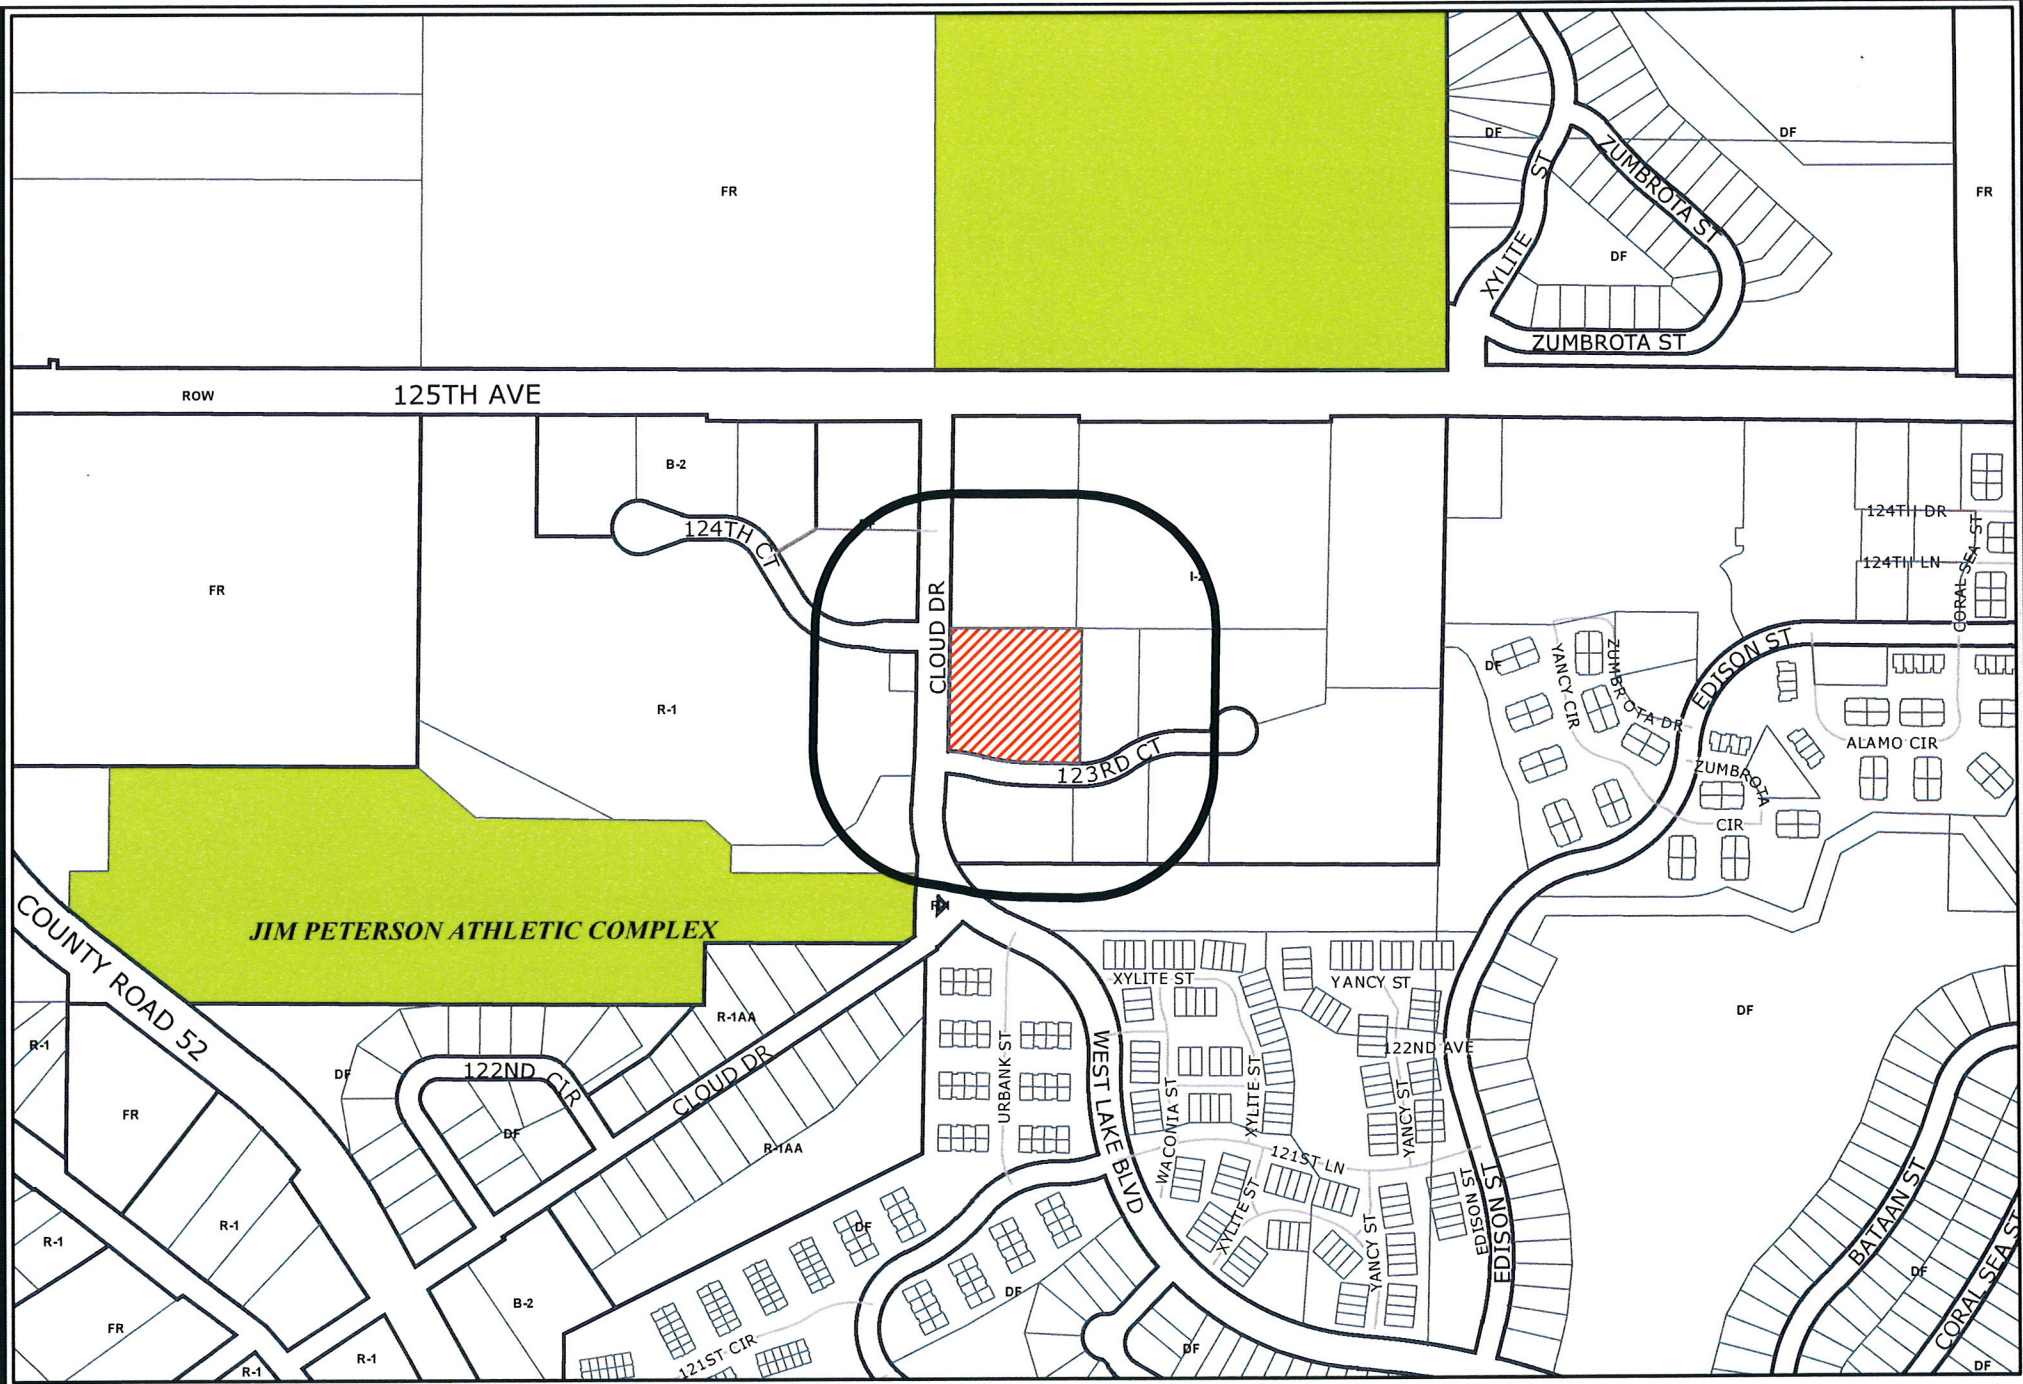 DF
DF
FR
FR
ZUMBROTA ST
XYLITE ST
DF
ZUMBROTA ST
ROW
125TH AVE
B-2
124TH CT
124TH DR
124TH LN
CORAL SEA ST
FR
CLOUD DR
R-1
DF
YANCY CIR
ZUMBROTA DR
EDISON ST
ALAMO CIR
123RD CT
ZUMBROTA
CIR
COUNTY ROAD 52
JIM PETERSON ATHLETIC COMPLEX
XYLITE ST
YANCY ST
DF
R-1AA
R-1
122ND AVE
DF
122ND CIR
CLOUD DR
URBANK ST
WEST LAKE BLVD
WACONIA ST
XYLITE ST
YANCY ST
FR
DF
R-1AA
121ST LN
R-1
R-1
DF
XYLITE ST
YANCY ST
EDISON ST
EDISON ST
BATAAN ST
DF
CORAL SEA ST
B-2
DF
FR
121ST CIR
DF
R-1
R-1
DF